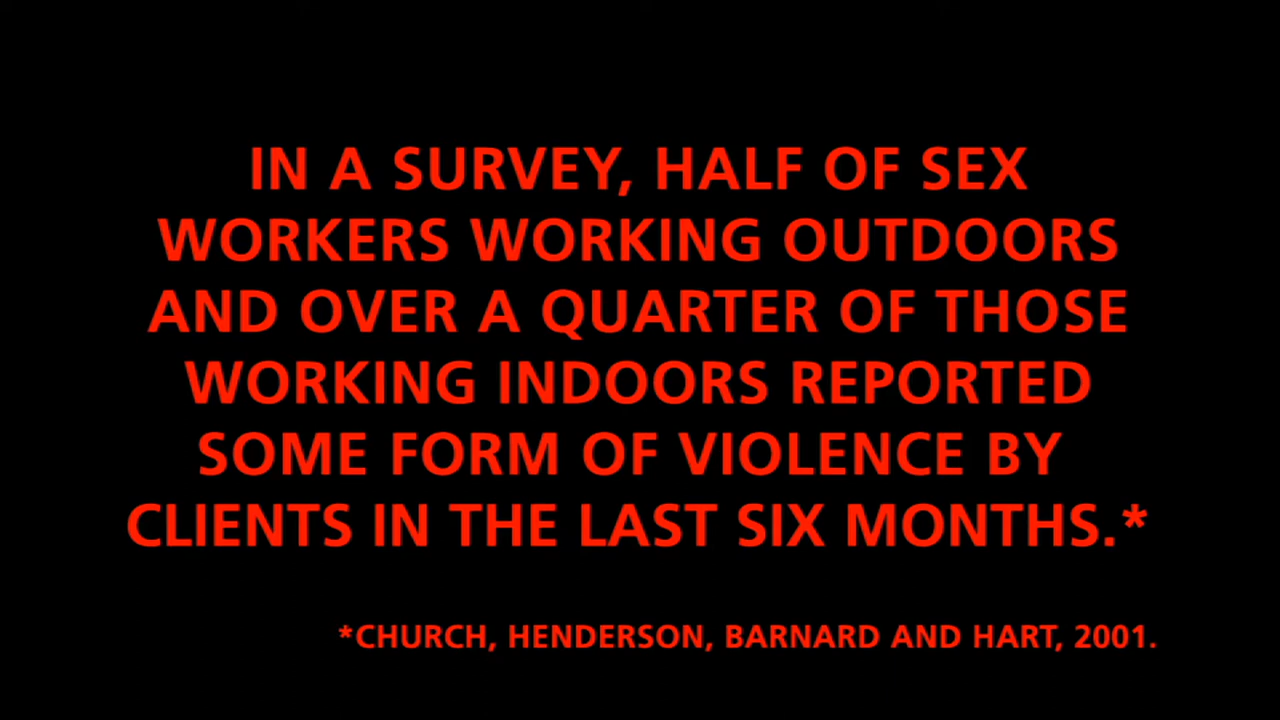 IN A SURVEY, HALF OF SEX
WORKERS WORKING OUTDOORS
AND OVER A QUARTER OF THOSE
WORKING INDOORS REPORTED
SOME FORM OF VIOLENCE BY
CLIENTS IN THE LAST SIX MONTHS.*
*CHURCH, HENDERSON, BARNARD AND HART, 2001.